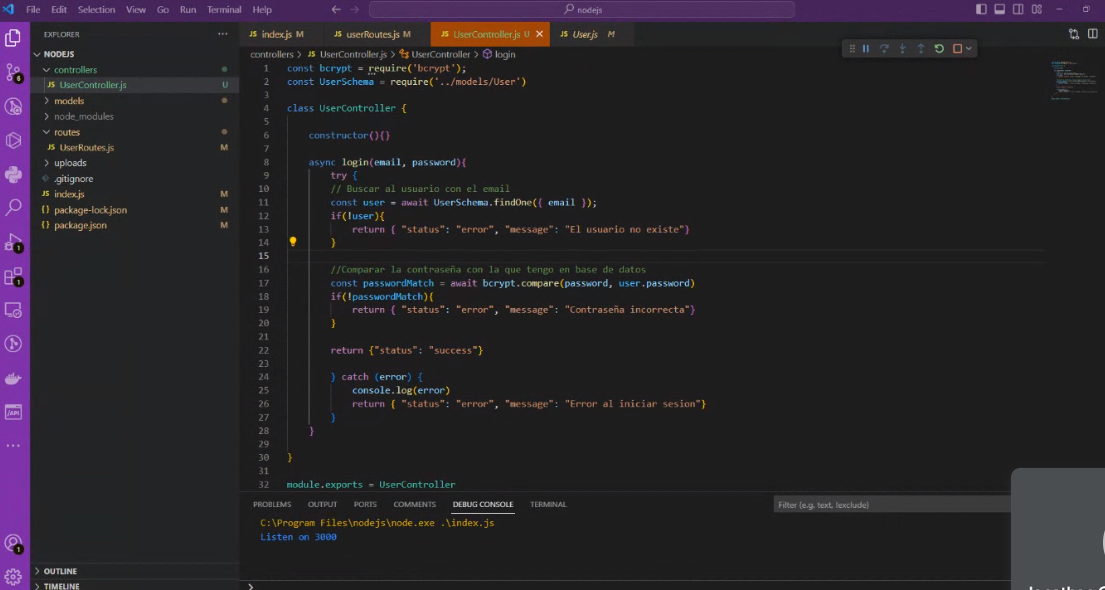 File Edit Selection View Go Run Terminal Help
nodejs
EXPLORER
NODEJS
controllers
JS UserController.js U
models
node_modules
routes
JS UserRoutes.js M
uploads
.gitignore
JS index.js M
{} package-lock.json M
{} package.json M
OUTLINE
TIMELINE
JS index.js M JS userRoutes.js M JS UserController.js U JS User.js M
controllers > JS UserController.js > UserController > login
1 const bcrypt = require('bcrypt');
2 const UserSchema = require('../models/User')
3
4 class UserController {
5
6 constructor(){}
7
8 async login(email, password){
9 try {
10 // Buscar al usuario con el email
11 const user = await UserSchema.findOne({ email });
12 if(!user){
13 return { "status": "error", "message": "El usuario no existe"}
14 }
15
16 //Comparar la contraseña con la que tengo en base de datos
17 const passwordMatch = await bcrypt.compare(password, user.password)
18 if(!passwordMatch){
19 return { "status": "error", "message": "Contraseña incorrecta"}
20 }
21
22 return {"status": "success"}
23
24 } catch (error) {
25 console.log(error)
26 return { "status": "error", "message": "Error al iniciar sesion"}
27 }
28 }
29
30 }
31
32 module.exports = UserController
PROBLEMS OUTPUT PORTS COMMENTS DEBUG CONSOLE TERMINAL
Filter (e.g. text, !exclude)
C:\Program Files\nodejs\node.exe .\index.js
Listen on 3000